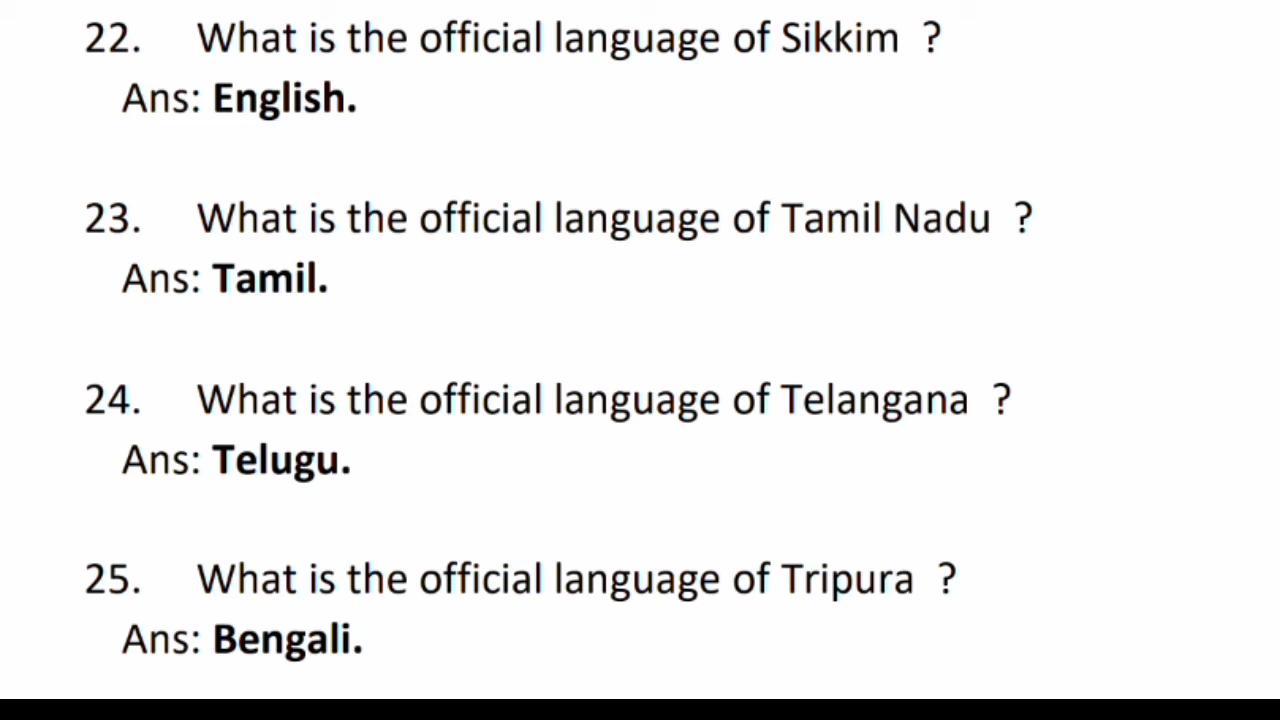 22. What is the official language of Sikkim ?
Ans: English.
23. What is the official language of Tamil Nadu ?
Ans: Tamil.
24. What is the official language of Telangana ?
Ans: Telugu.
25. What is the official language of Tripura ?
Ans: Bengali.